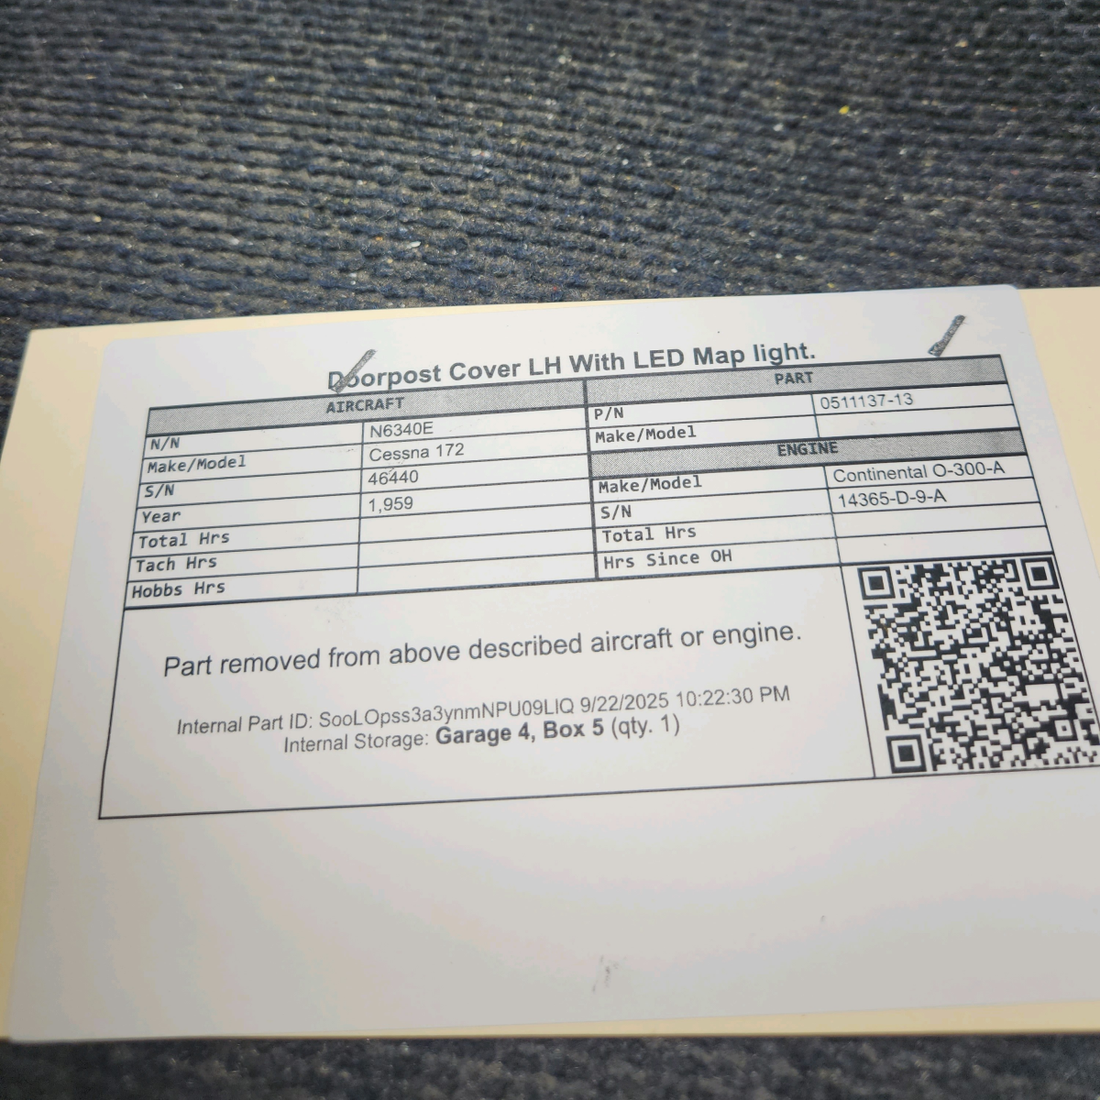 Doorpost Cover LH With LED Map light.
AIRCRAFT
N/N N6340E
Make/Model Cessna 172
S/N 46440
Year 1,959
Total Hrs
Tach Hrs
Hobbs Hrs
PART
P/N 0511137-13
Make/Model
ENGINE
Make/Model Continental O-300-A
S/N 14365-D-9-A
Total Hrs
Hrs Since OH
Part removed from above described aircraft or engine.
Internal Part ID: SooLOpss3a3ynmNPU09LIQ 9/22/2025 10:22:30 PM
Internal Storage: Garage 4, Box 5 (qty. 1)